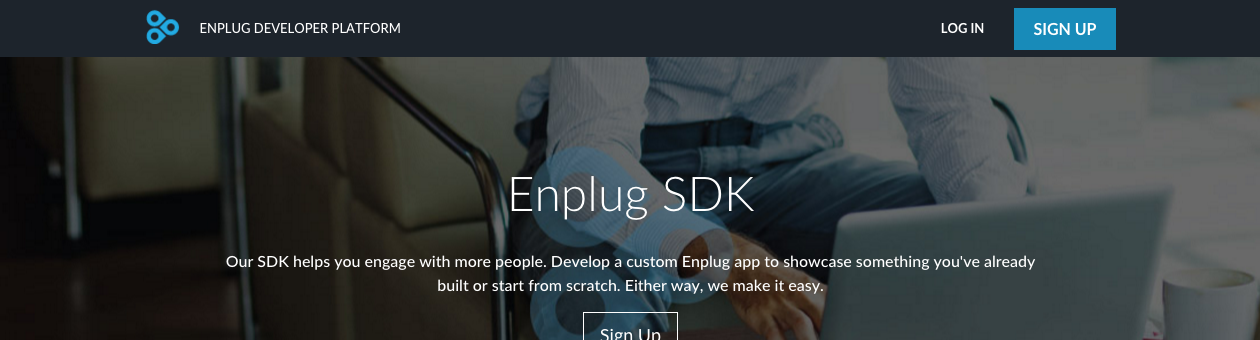 ENPLUG DEVELOPER PLATFORM
LOG IN
SIGN UP
Enplug SDK
Our SDK helps you engage with more people. Develop a custom Enplug app to showcase something you've already
built or start from scratch. Either way, we make it easy.
Sign Up